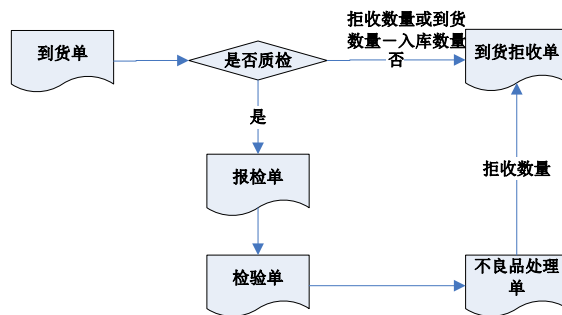 拒收数量或到货
数量－入库数量
否
到货单
是否质检
到货拒收单
是
报检单
拒收数量
检验单
不良品处理
单